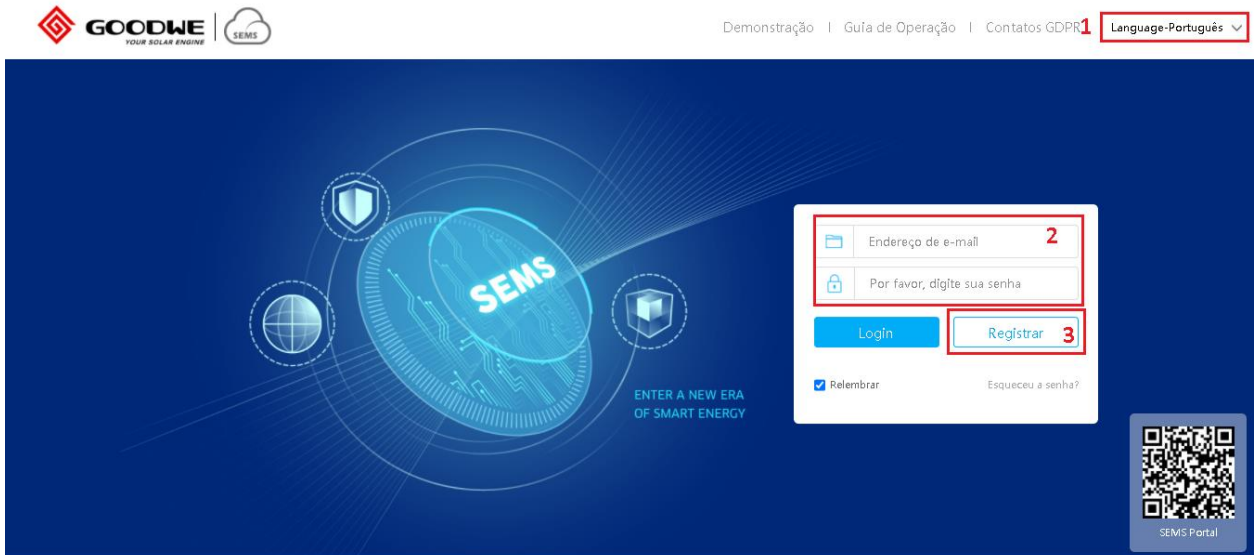 GOODWE
YOUR SOLAR ENGINE
SEMS
Demonstração | Guia de Operação | Contatos GDPR
1
Language-Português
SEMS
ENTER A NEW ERA
OF SMART ENERGY
Endereço de e-mail
2
Por favor, digite sua senha
Login
Registrar
3
Relembrar
Esqueceu a senha?
SEMS Portal